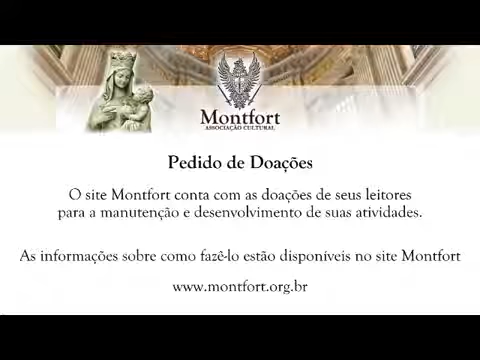 Montfort
ASSOCIAÇÃO CULTURAL
Pedido de Doações
O site Montfort conta com as doações de seus leitores
para a manutenção e desenvolvimento de suas atividades.
As informações sobre como fazê-lo estão disponíveis no site Montfort
www.montfort.org.br